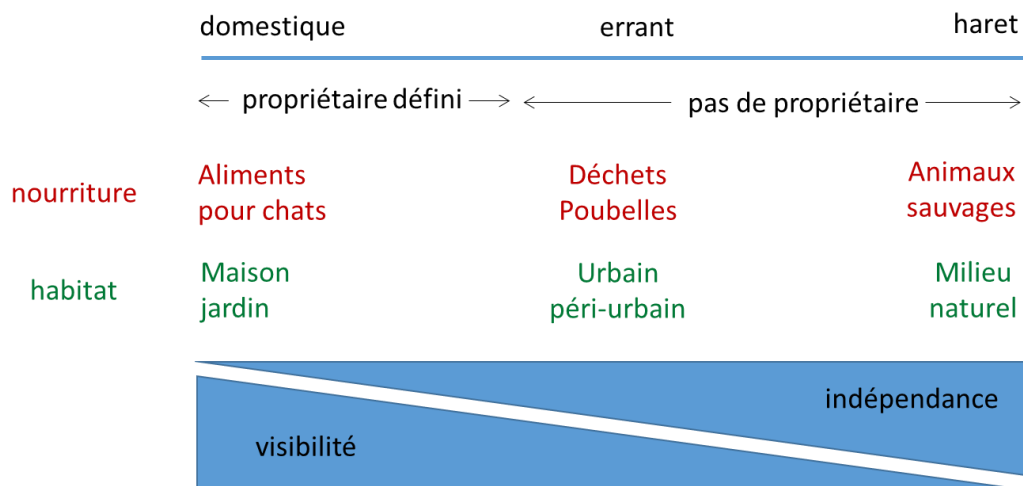 domestique errant haret
propriétaire défini pas de propriétaire
nourriture
Aliments
pour chats
Déchets
Poubelles
Animaux
sauvages
habitat
Maison
jardin
Urbain
péri-urbain
Milieu
naturel
indépendance
visibilité